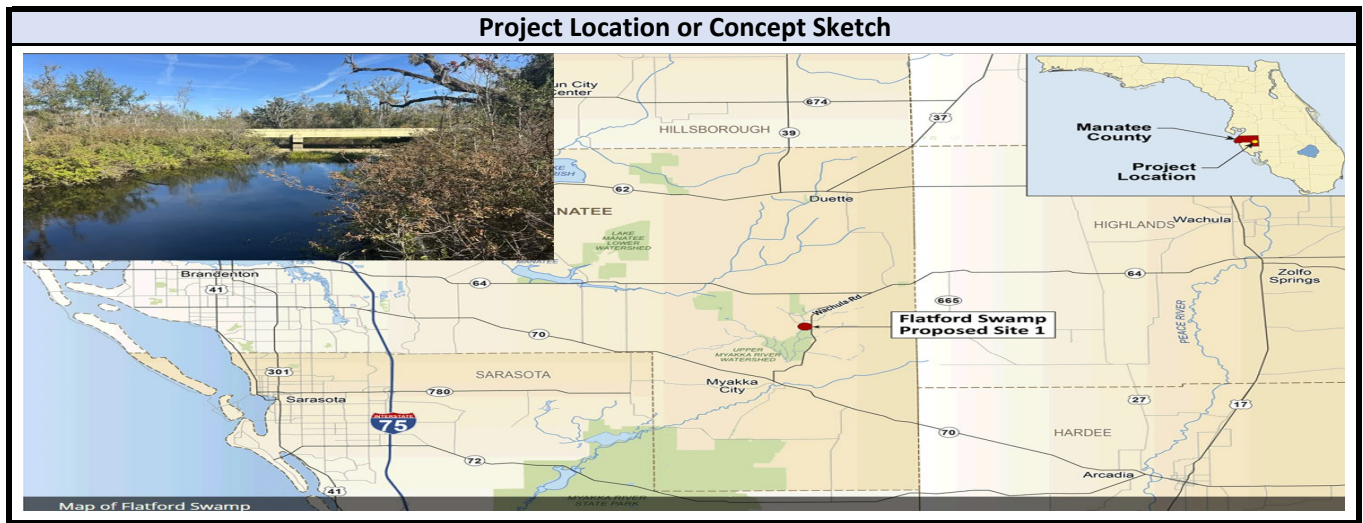 Project Location or Concept Sketch
un City
Center
674
37
HILLSBOROUGH
39
Manatee
County
Project
Location
RISH
62
NATEE
Duette
HIGHLANDS
Wachula
LAKE
MANATEE
LOWER
WATERSHED
MANATEE
Brandenton
41
64
64
Zolfo
Springs
665
Wachula Rd
Flatford Swamp
Proposed Site 1
70
UPPER
MYAKKA RIVER
WATERSHED
PEACE RIVER
301
SARASOTA
Myakka
City
780
Sarasota
INTERSTATE
75
27
17
70
HARDEE
72
Arcadia
41
MYAKKA RIVER
STATE PARK
Map of Flatford Swamp